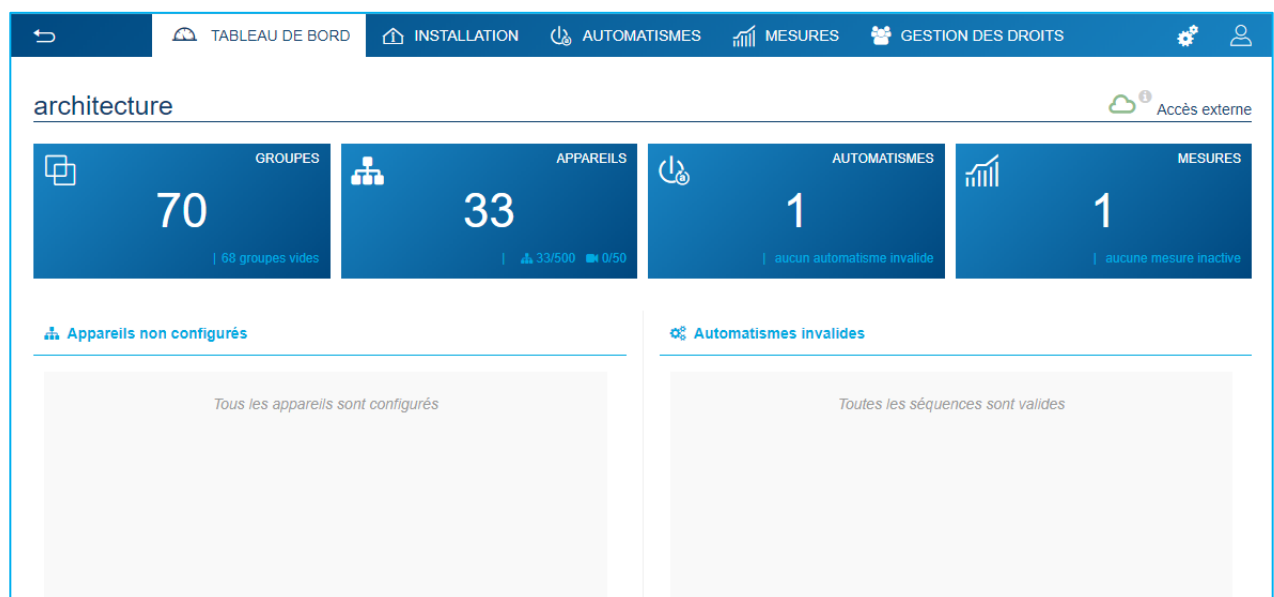 TABLEAU DE BORD INSTALLATION AUTOMATISMES MESURES GESTION DES DROITS
architecture
Accès externe
GROUPES
70
| 68 groupes vides
APPAREILS
33
| 33/500 0/50
AUTOMATISMES
1
| aucun automatisme invalide
MESURES
1
| aucune mesure inactive
Appareils non configurés
Automatismes invalides
Tous les appareils sont configurés
Toutes les séquences sont valides